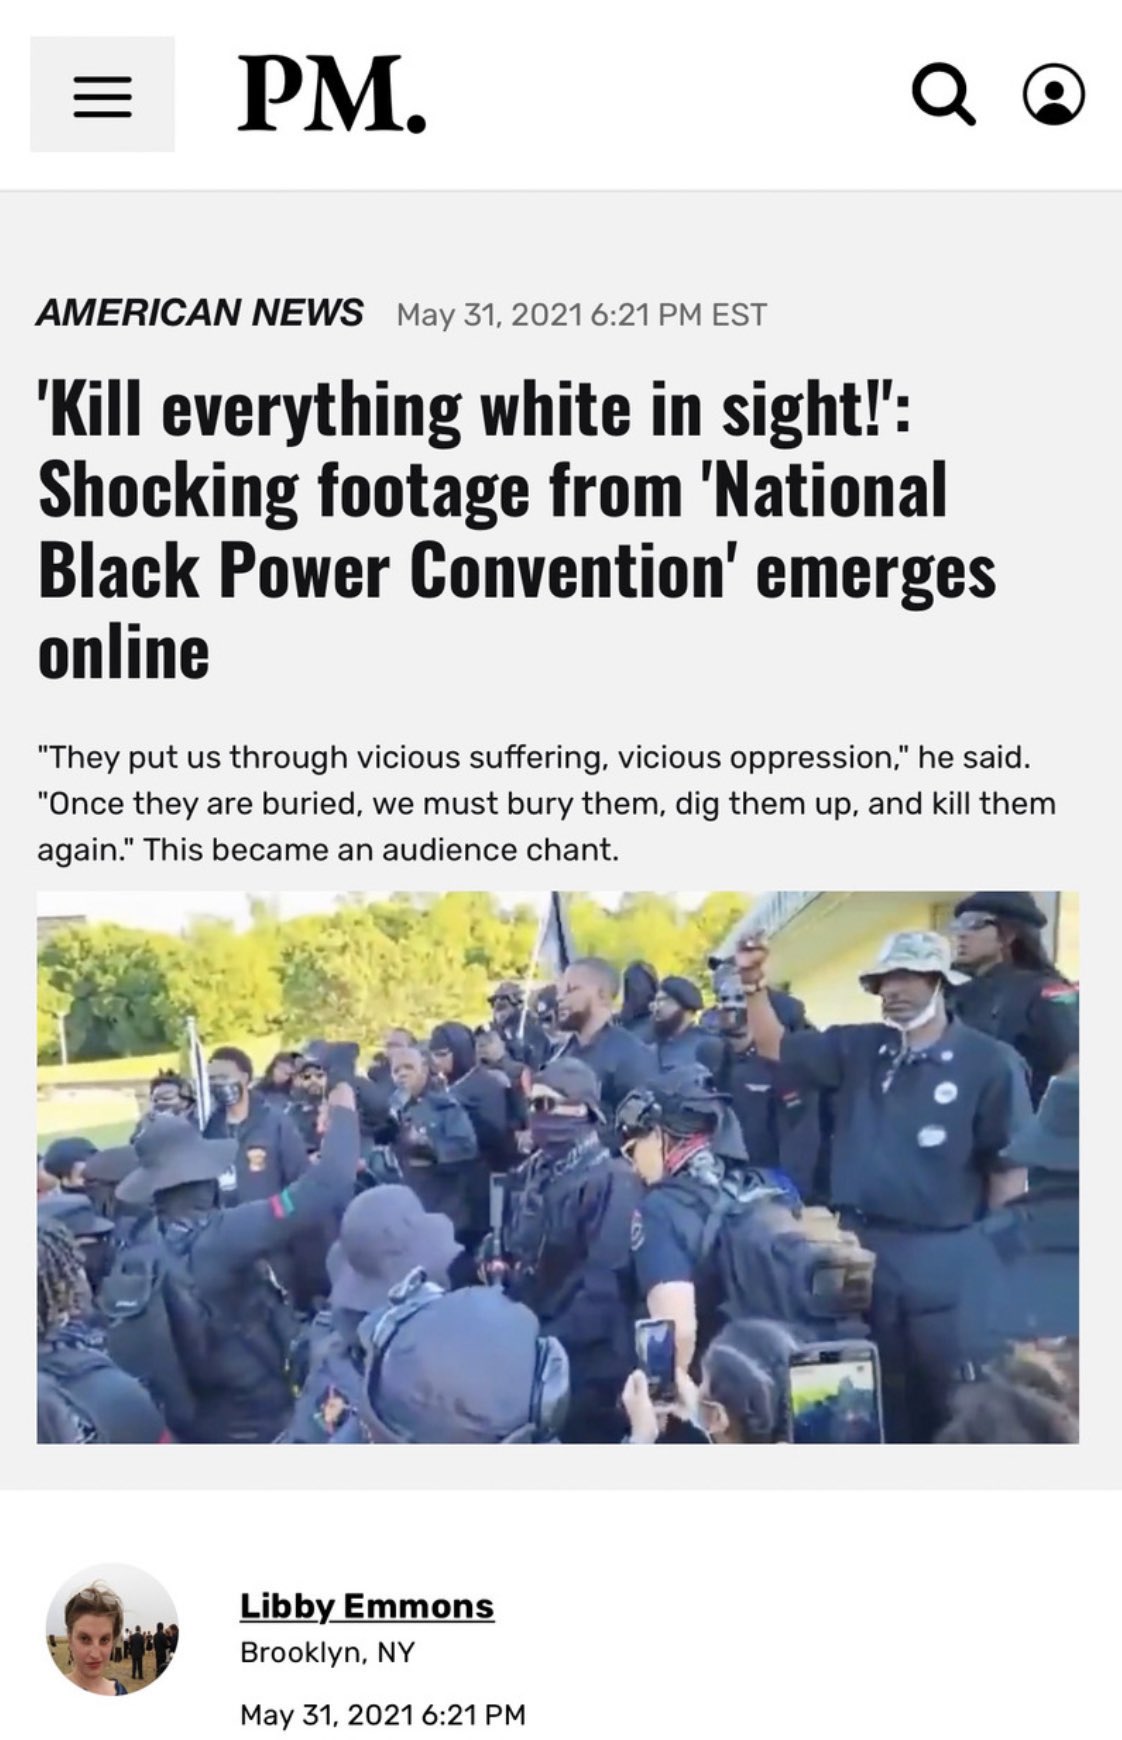 PM.
AMERICAN NEWS May 31, 2021 6:21 PM EST
'Kill everything white in sight!':
Shocking footage from 'National
Black Power Convention' emerges
online
"They put us through vicious suffering, vicious oppression," he said.
"Once they are buried, we must bury them, dig them up, and kill them
again." This became an audience chant.
Libby Emmons
Brooklyn, NY
May 31, 2021 6:21 PM